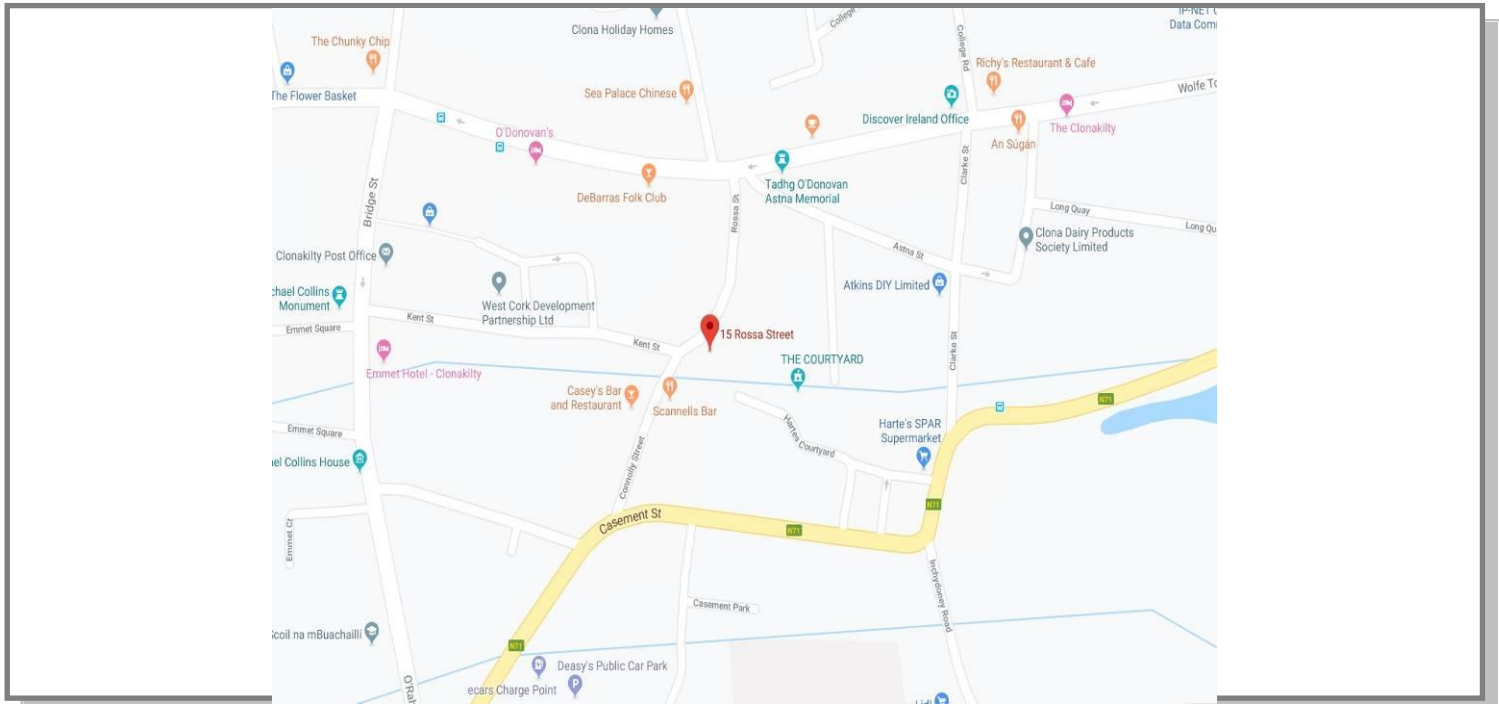 IP-NET
Data Com
Clona Holiday Homes
College
College Rd
The Chunky Chip
Richy's Restaurant & Cafe
The Flower Basket
Sea Palace Chinese
Wolfe To
Discover Ireland Office
The Clonakilty
O'Donovan's
An Súgán
DeBarras Folk Club
Tadhg O'Donovan
Astna Memorial
Clarke St
Bridge St
Rossa St
Long Quay
Long Qu
Clona Dairy Products
Society Limited
Astna St
Clonakilty Post Office
Atkins DIY Limited
chael Collins
Monument
West Cork Development
Partnership Ltd
Emmet Square
Kent St
Kent St
15 Rossa Street
Clarke St
THE COURTYARD
Emmet Hotel - Clonakilty
Casey's Bar
and Restaurant
Scannells Bar
N71
Hartes Courtyard
Harte's SPAR
Supermarket
Emmet Square
el Collins House
Connolly Street
N71
Casement St
N71
Emmet Ct
Inchydoney Road
Casement Park
Scoil na mBuachaillí
N71
Deasy's Public Car Park
ecars Charge Point
P
O'Rah
Lidl